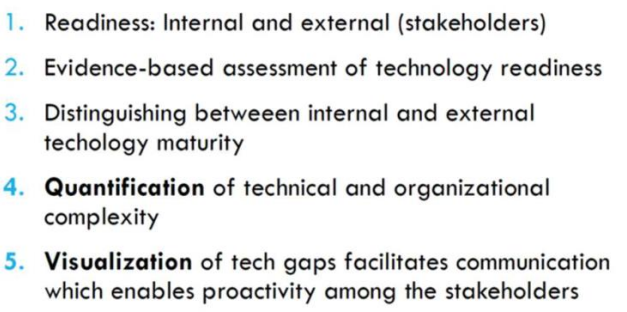 1. Readiness: Internal and external (stakeholders)
2. Evidence-based assessment of technology readiness
3. Distinguishing betweeen internal and external
techology maturity
4. Quantification of technical and organizational
complexity
5. Visualization of tech gaps facilitates communication
which enables proactivity among the stakeholders